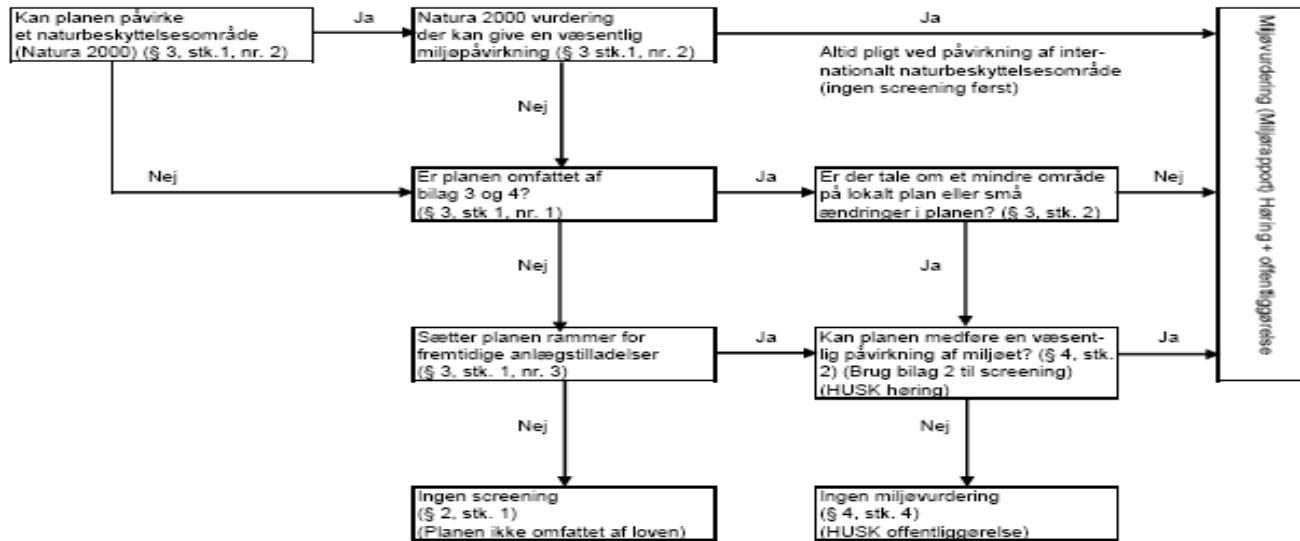 Kan planen påvirke
et naturbeskyttelsesområde
(Natura 2000) (§ 3, stk.1, nr. 2)
Ja
Natura 2000 vurdering
der kan give en væsentlig
miljøpåvirkning (§ 3 stk.1, nr. 2)
Ja
Altid pligt ved påvirkning af inter-
nationalt naturbeskyttelsesområde
(ingen screening først)
Miljøvurdering (Miljørapport) Høring + offentliggørelse
Nej
Nej
Er planen omfattet af
bilag 3 og 4?
(§ 3, stk 1, nr. 1)
Ja
Er der tale om et mindre område
på lokalt plan eller små
ændringer i planen? (§ 3, stk. 2)
Nej
Nej
Ja
Sætter planen rammer for
fremtidige anlægstilladelser
(§ 3, stk. 1, nr. 3)
Ja
Kan planen medføre en væsent-
lig påvirkning af miljøet? (§ 4, stk.
2) (Brug bilag 2 til screening)
(HUSK høring)
Ja
Nej
Nej
Ingen screening
(§ 2, stk. 1)
(Planen ikke omfattet af loven)
Ingen miljøvurdering
(§ 4, stk. 4)
(HUSK offentliggørelse)